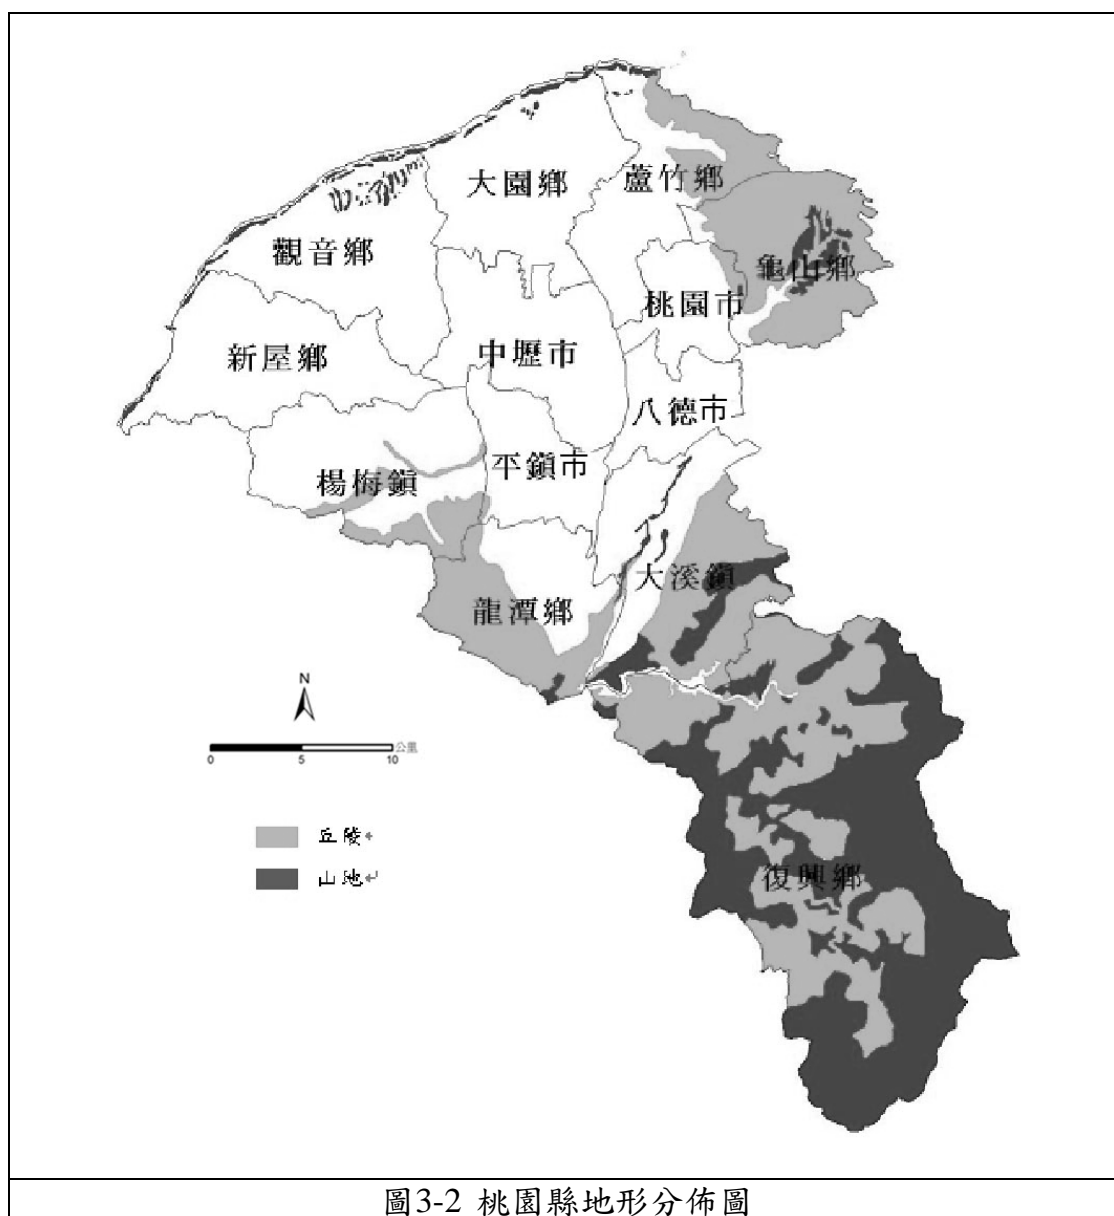 大園鄉
蘆竹鄉
觀音鄉
龜山鄉
桃園市
新屋鄉
中壢市
八德市
楊梅鎮
平鎮市
大溪鎮
龍潭鄉
N
公里
0 5 10
丘陵
山地
復興鄉
圖3-2 桃園縣地形分佈圖